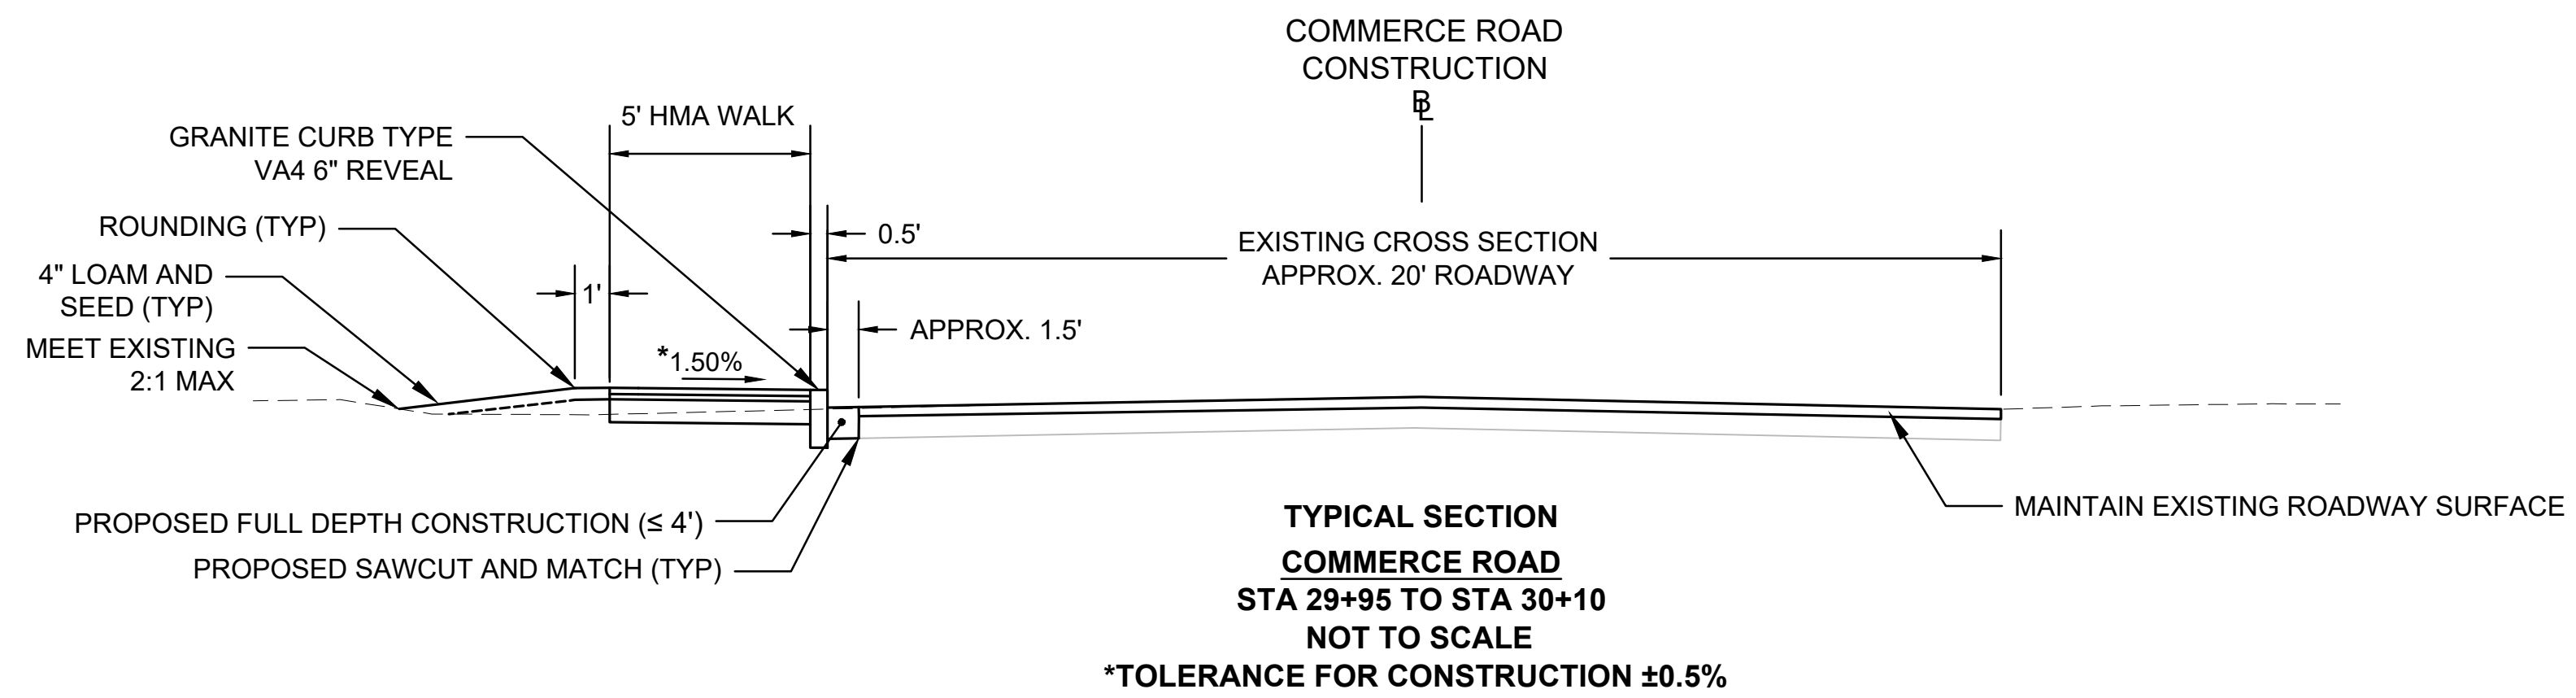 COMMERCE ROAD
CONSTRUCTION
BL
5' HMA WALK
GRANITE CURB TYPE
VA4 6" REVEAL
ROUNDING (TYP)
0.5'
EXISTING CROSS SECTION
APPROX. 20' ROADWAY
4" LOAM AND
SEED (TYP)
1'
APPROX. 1.5'
MEET EXISTING
2:1 MAX
*1.50%
PROPOSED FULL DEPTH CONSTRUCTION (≤ 4')
PROPOSED SAWCUT AND MATCH (TYP)
MAINTAIN EXISTING ROADWAY SURFACE
TYPICAL SECTION
COMMERCE ROAD
STA 29+95 TO STA 30+10
NOT TO SCALE
*TOLERANCE FOR CONSTRUCTION ±0.5%